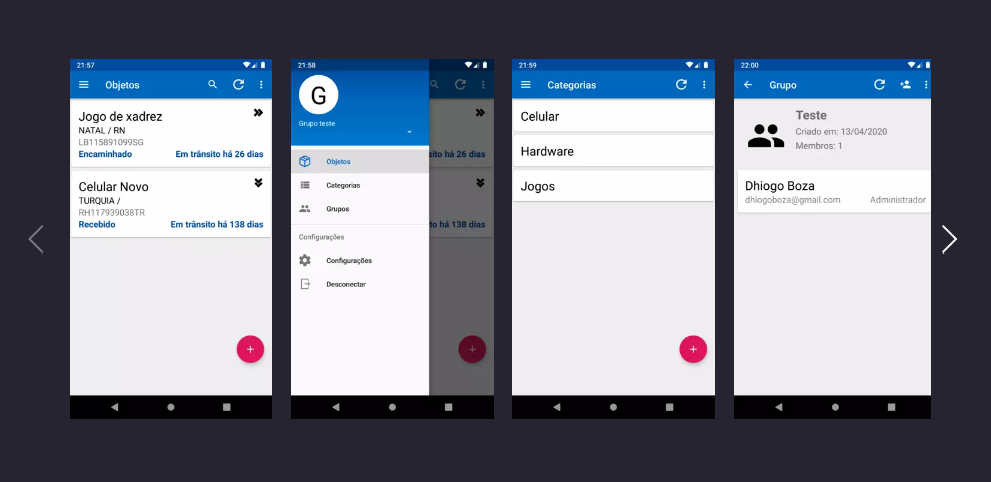 21:57
Objetos
Jogo de xadrez
NATAL / RN
LB115891099SG
Encaminhado
Em trânsito há 26 dias
Celular Novo
TURQUIA /
RH117939038TR
Recebido
Em trânsito há 138 dias
+
21:58
G
Grupo teste
Objetos
Categorias
Grupos
Configurações
Configurações
Desconectar
sito há 26 dias
to há 138 dias
+
21:59
Categorias
Celular
Hardware
Jogos
+
22:00
Grupo
Teste
Criado em: 13/04/2020
Membros: 1
Dhiogo Boza
dhiogoboza@gmail.com
Administrador